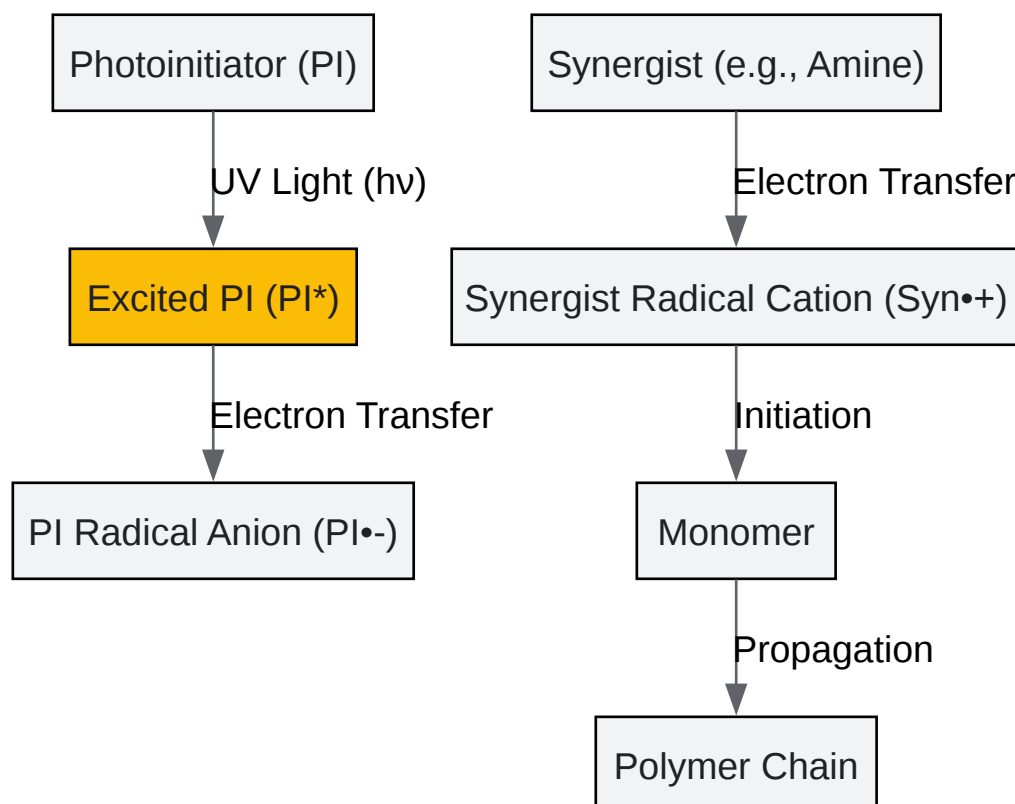 Photoinitiator (PI)
Synergist (e.g., Amine)
UV Light (hν)
Electron Transfer
Excited PI (PI*)
Synergist Radical Cation (Syn•+)
Electron Transfer
Initiation
PI Radical Anion (PI•-)
Monomer
Propagation
Polymer Chain